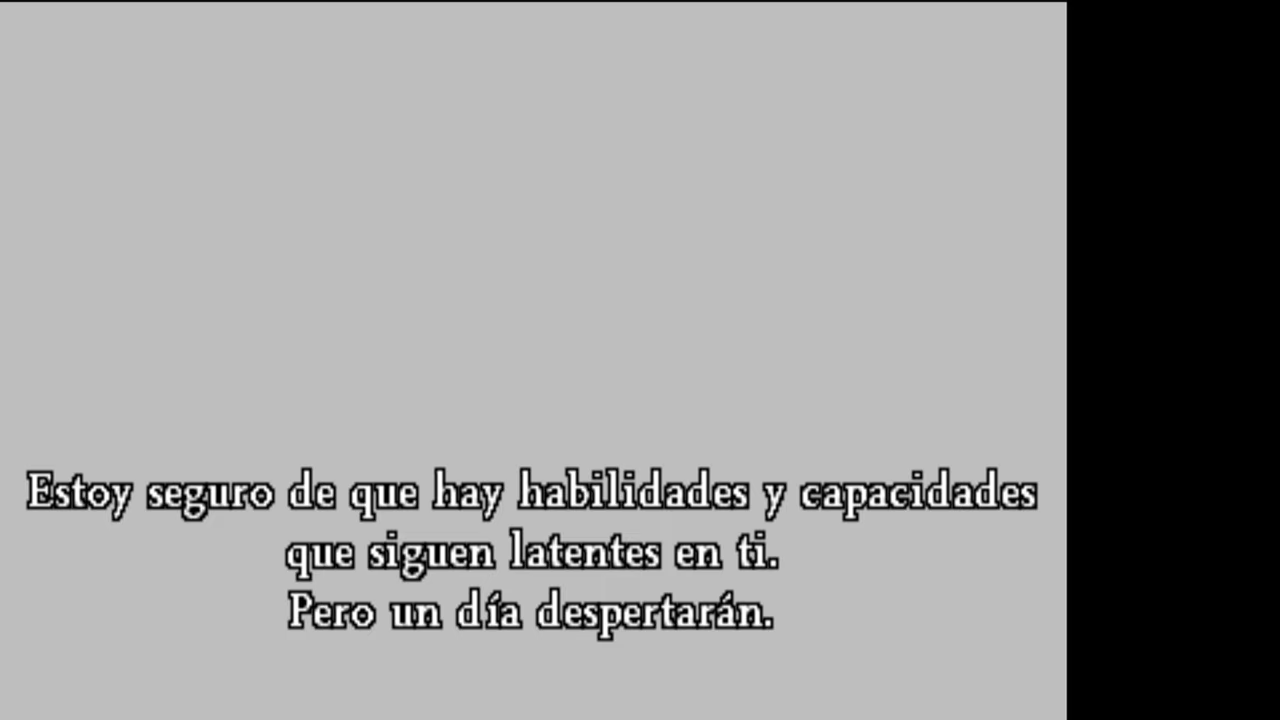 Estoy seguro de que hay habilidades y capacidades
que siguen latentes en ti.
Pero un día despertarán.